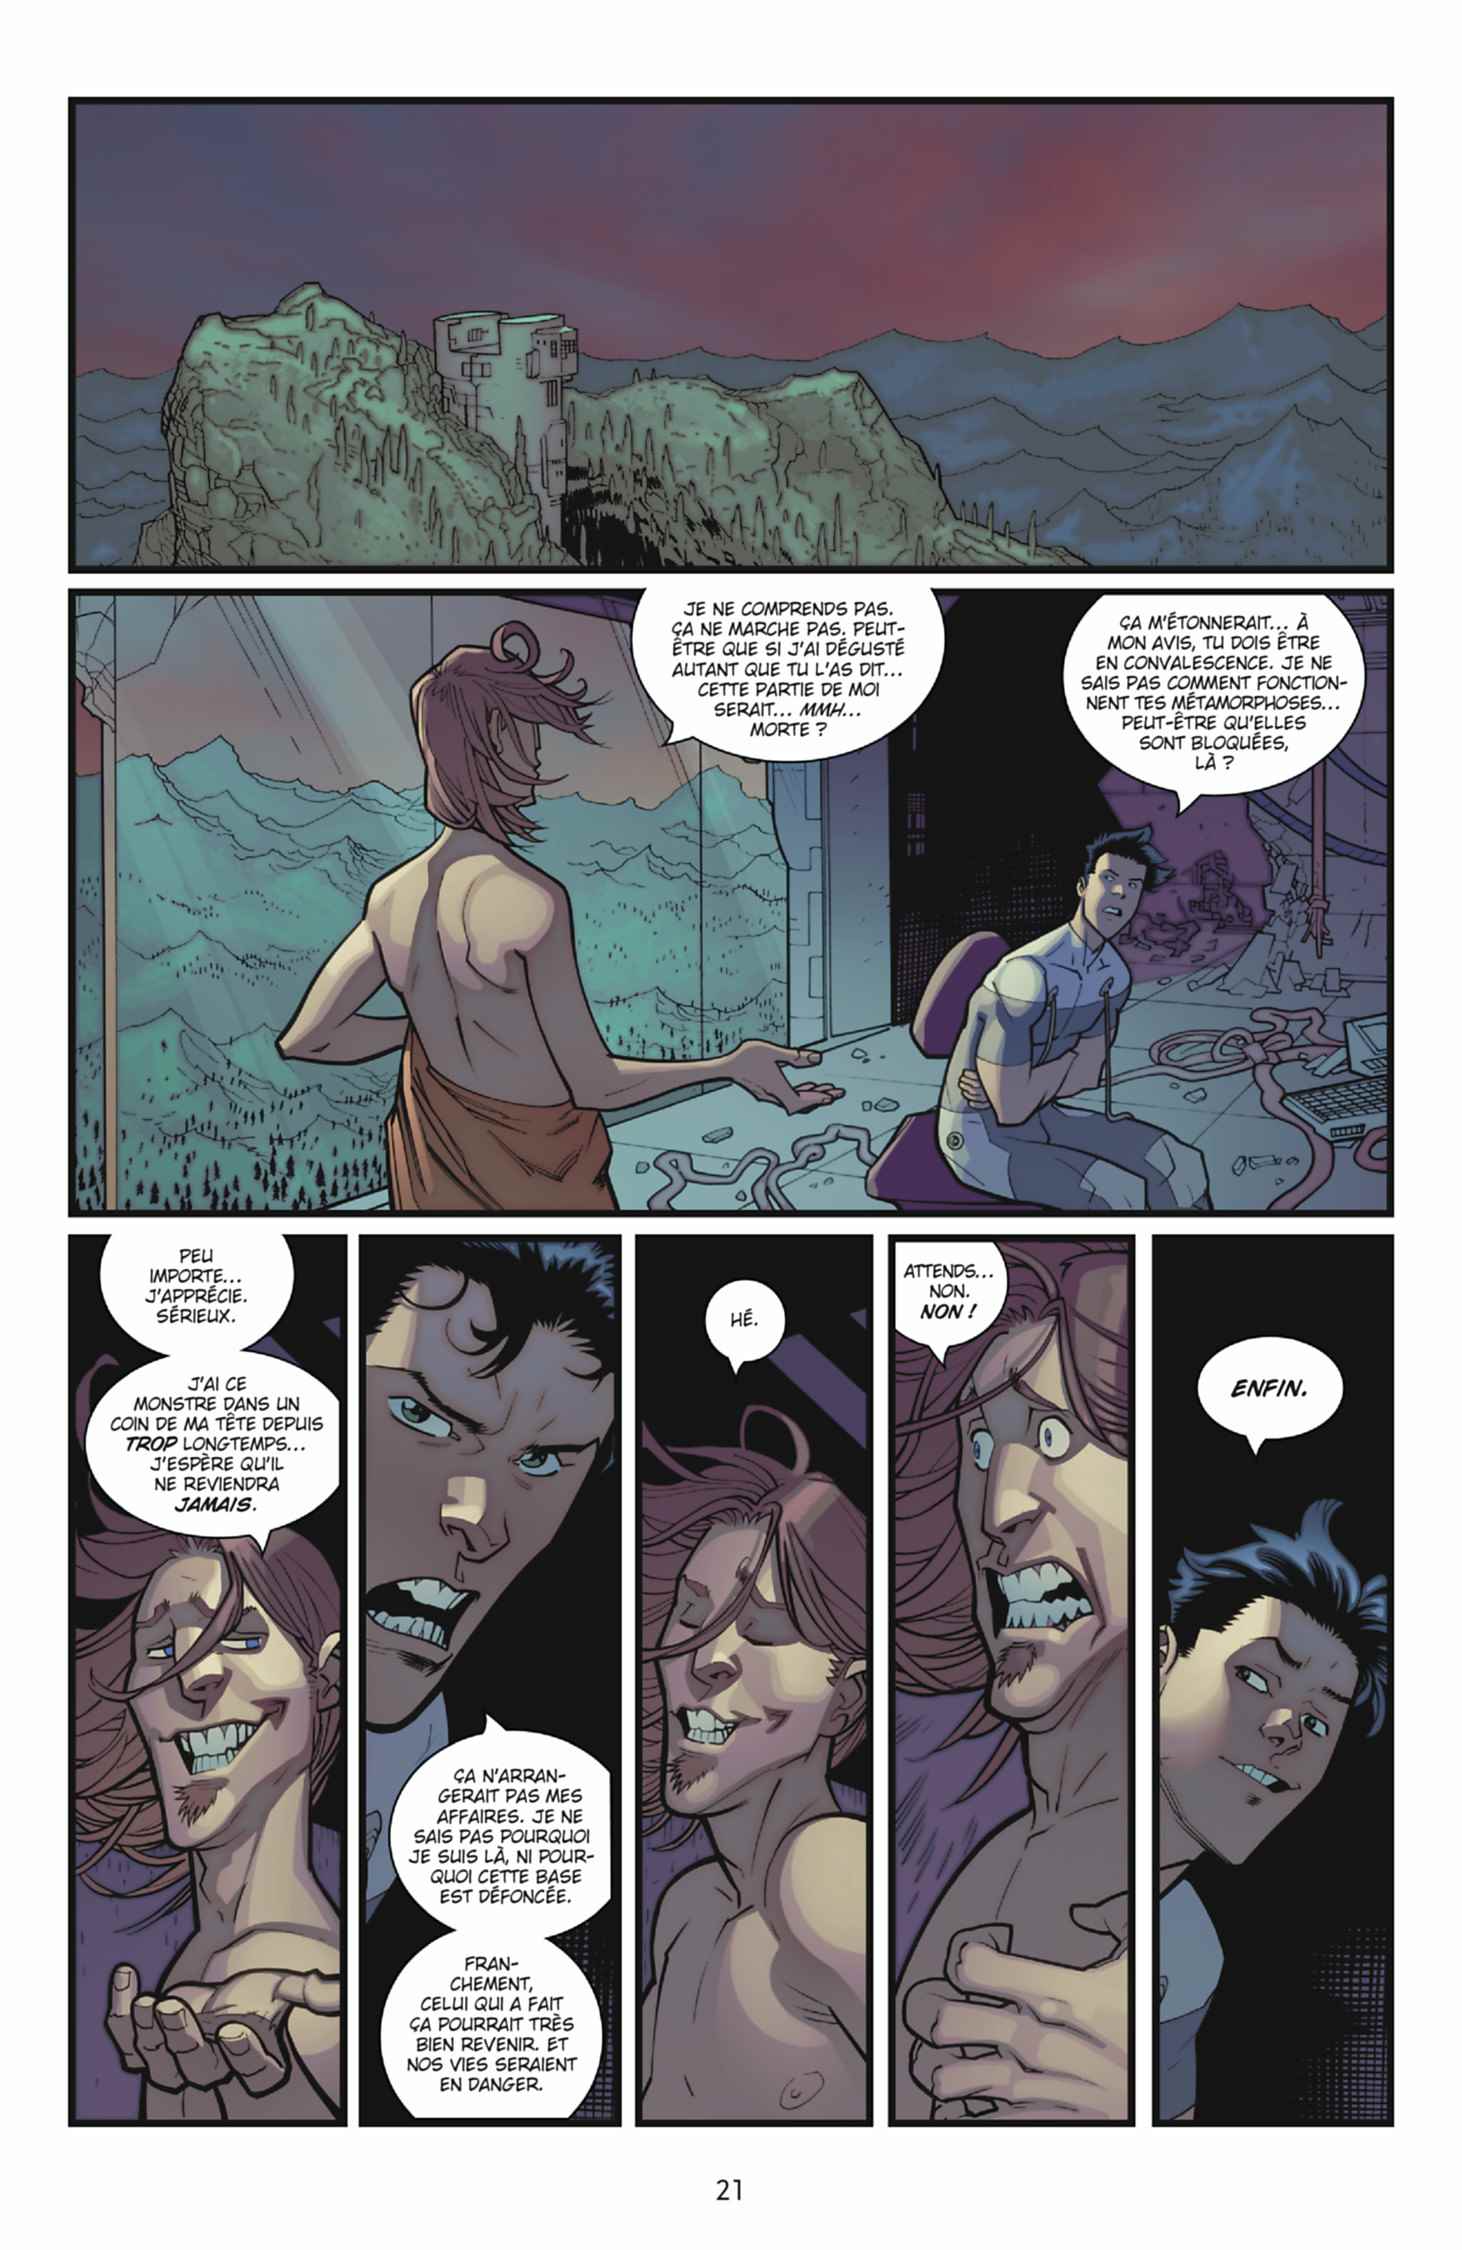 JE NE COMPRENDS PAS.
ÇA NE MARCHE PAS. PEUT-
ÊTRE QUE SI J'AI DÉGUSTÉ
AUTANT QUE TU L'AS DIT...
CETTE PARTIE DE MOI
SERAIT... MMH...
MORTE ?
ÇA M'ÉTONNERAIT... À
MON AVIS, TU DOIS ÊTRE
EN CONVALESCENCE. JE NE
SAIS PAS COMMENT FONCTION-
NENT TES MÉTAMORPHOSES...
PEUT-ÊTRE QU'ELLES
SONT BLOQUÉES,
LÀ ?
PEU
IMPORTE...
J'APPRÉCIE.
SÉRIEUX.
J'AI CE
MONSTRE DANS UN
COIN DE MA TÊTE DEPUIS
TROP LONGTEMPS...
J'ESPÈRE QU'IL
NE REVIENDRA
JAMAIS.
ÇA N'ARRAN-
GERAIT PAS MES
AFFAIRES. JE NE
SAIS PAS POURQUOI
JE SUIS LÀ, NI POUR-
QUOI CETTE BASE
EST DÉFONCÉE.
FRAN-
CHEMENT,
CELUI QUI A FAIT
ÇA POURRAIT TRÈS
BIEN REVENIR. ET
NOS VIES SERAIENT
EN DANGER.
HÉ.
ATTENDS...
NON.
NON !
ENFIN.
21